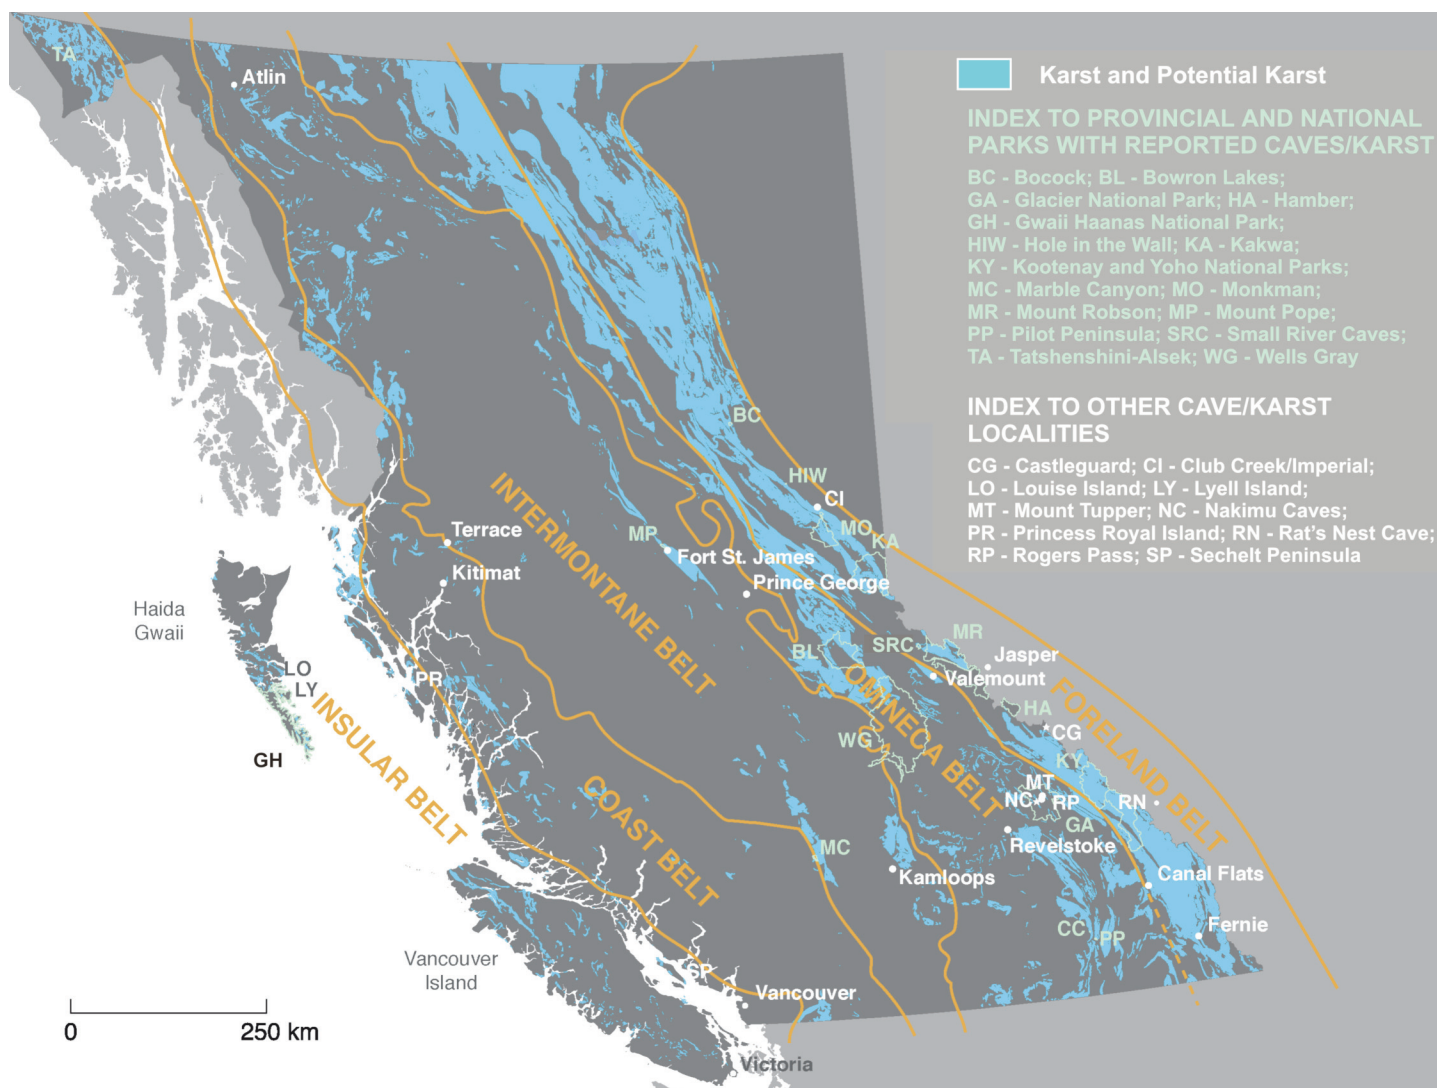 TA
Atlin
Karst and Potential Karst
INDEX TO PROVINCIAL AND NATIONAL
PARKS WITH REPORTED CAVES/KARST
BC - Bocock; BL - Bowron Lakes;
GA - Glacier National Park; HA - Hamber;
GH - Gwaii Haanas National Park;
HIW - Hole in the Wall; KA - Kakwa;
KY - Kootenay and Yoho National Parks;
MC - Marble Canyon; MO - Monkman;
MR - Mount Robson; MP - Mount Pope;
PP - Pilot Peninsula; SRC - Small River Caves;
TA - Tatshenshini-Alsek; WG - Wells Gray
INDEX TO OTHER CAVE/KARST
LOCALITIES
CG - Castleguard; CI - Club Creek/Imperial;
LO - Louise Island; LY - Lyell Island;
MT - Mount Tupper; NC - Nakimu Caves;
PR - Princess Royal Island; RN - Rat's Nest Cave;
RP - Rogers Pass; SP - Sechelt Peninsula
BC
HIW
CI
MO
KA
MP
Fort St. James
Prince George
Terrace
Kitimat
INTERMONTANE BELT
Haida
Gwaii
LO
LY
GH
PR
INSULAR BELT
COAST BELT
BL
SRC
MR
Jasper
Valemount
OMINECA BELT
FORELAND BELT
HA
CG
WG
KY
MT
NC
RP
RN
GA
Revelstoke
MC
Kamloops
Canal Flats
CC
PP
Fernie
Vancouver
Island
SP
Vancouver
Victoria
0
250 km